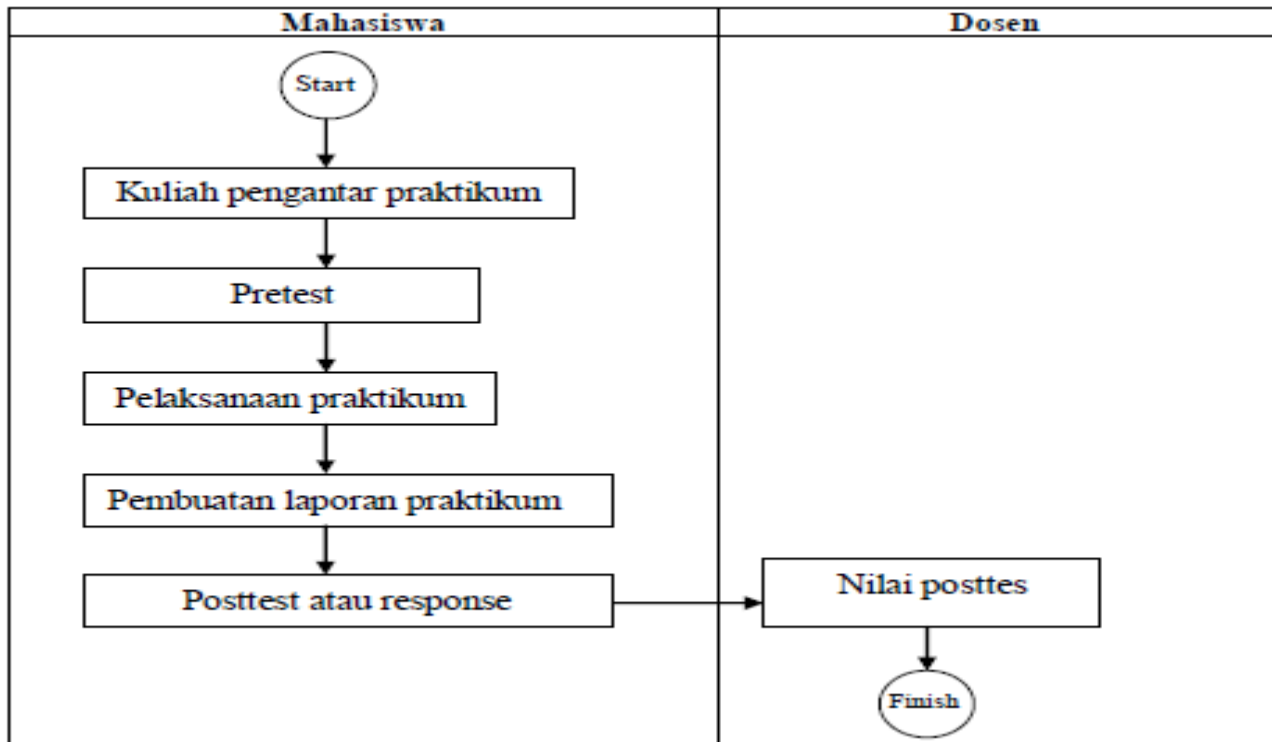 Mahasiswa
Dosen
Start
Kuliah pengantar praktikum
Pretest
Pelaksanaan praktikum
Pembuatan laporan praktikum
Posttest atau response
Nilai posttes
Finish